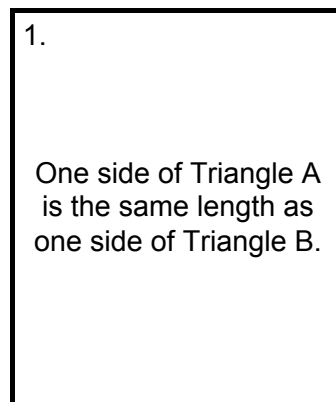 1.
One side of Triangle A
is the same length as
one side of Triangle B.